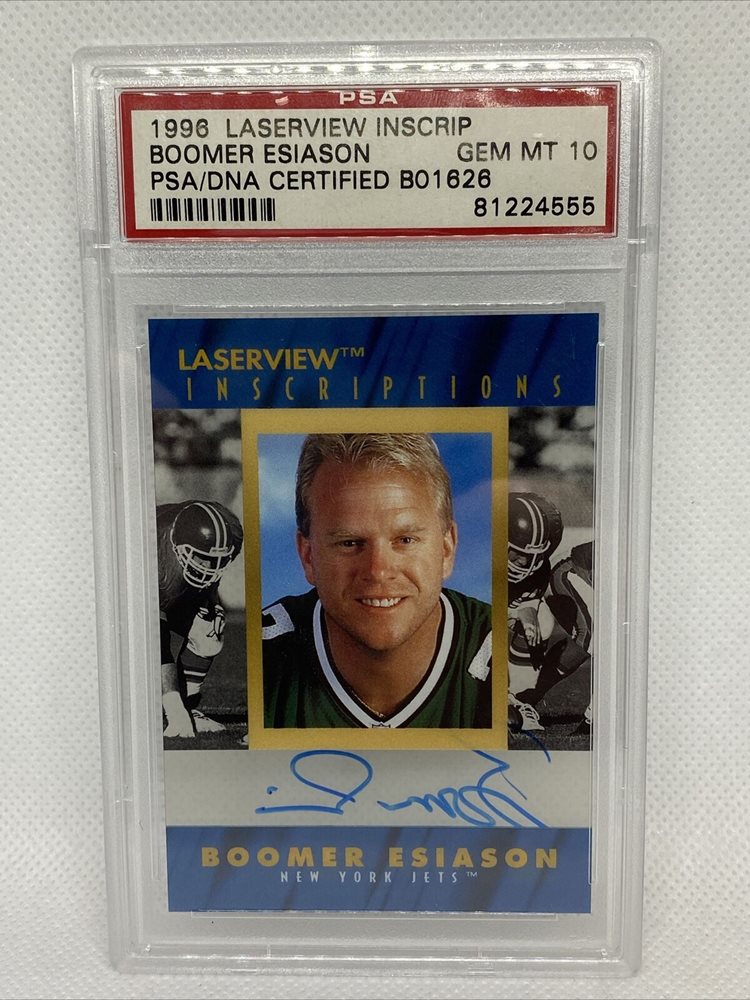 PSA
1996 LASERVIEW INSCRIP
BOOMER ESIASON GEM MT 10
PSA/DNA CERTIFIED B01626
81224555
LASERVIEW™
INSCRIPTIONS
BOOMER ESIASON
NEW YORK JETS™